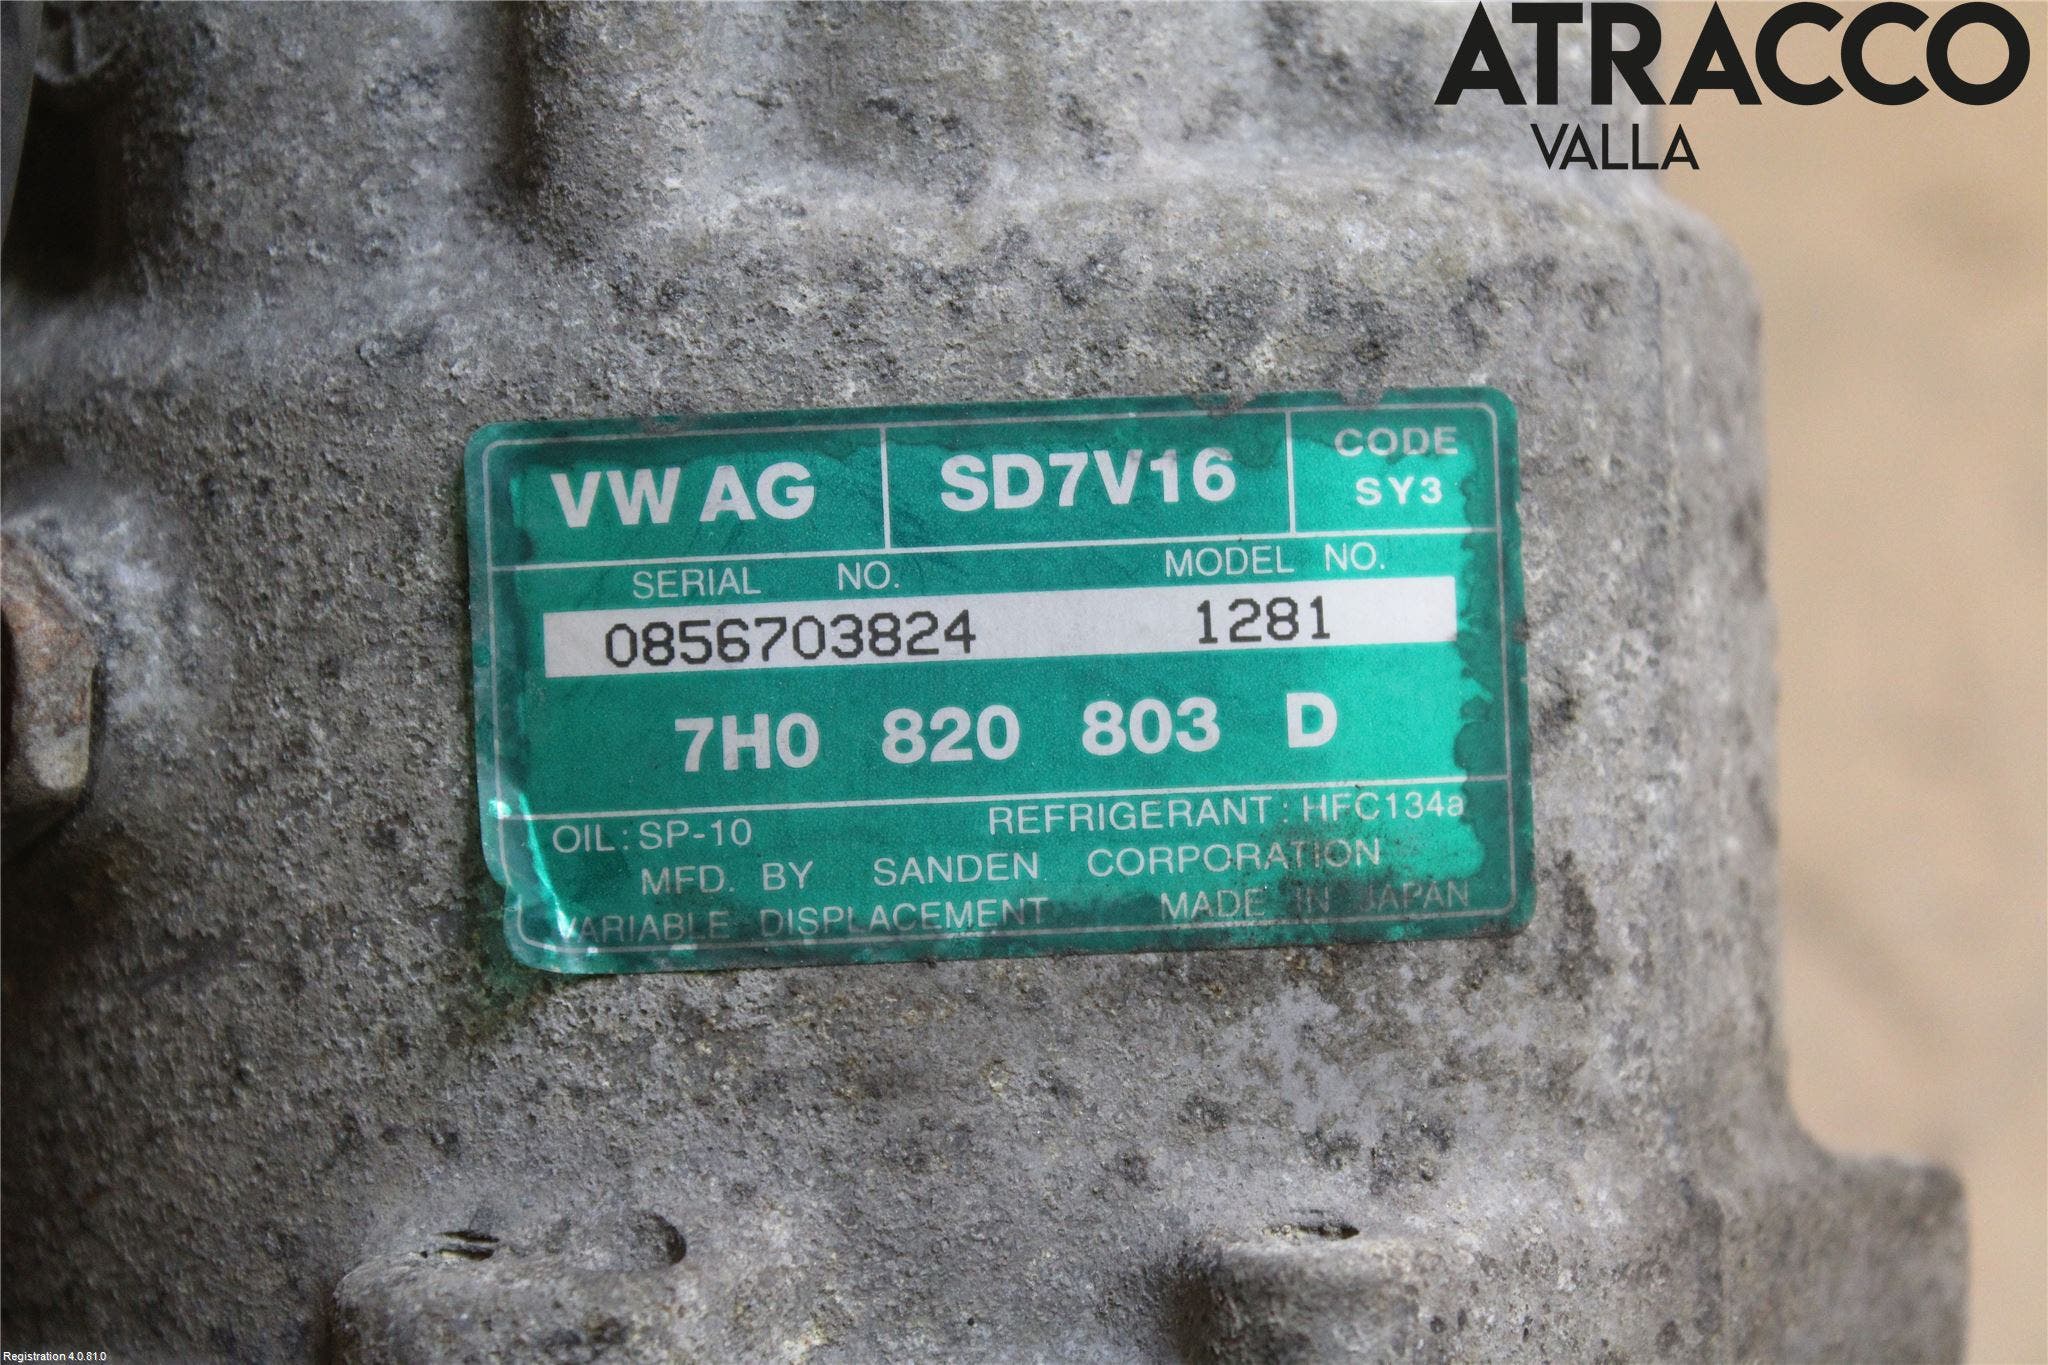 ATRACCO
VALLA
VW AG SD7V16 CODE
SY3
SERIAL NO. MODEL NO.
0856703824 1281
7H0 820 803 D
OIL : SP-10 REFRIGERANT : HFC134a
MFD. BY SANDEN CORPORATION
VARIABLE DISPLACEMENT MADE IN JAPAN
Registration 4.0.81.0